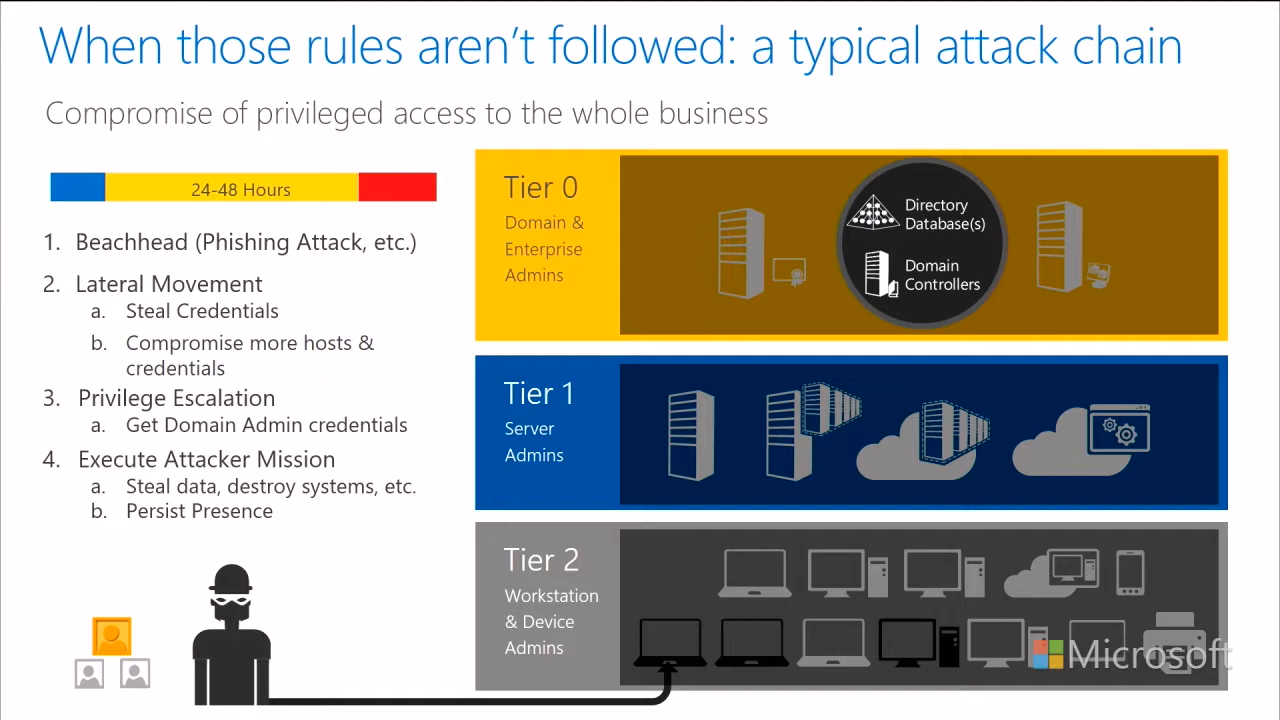 When those rules aren't followed: a typical attack chain
Compromise of privileged access to the whole business
24-48 Hours
1. Beachhead (Phishing Attack, etc.)
2. Lateral Movement
a. Steal Credentials
b. Compromise more hosts &
credentials
3. Privilege Escalation
a. Get Domain Admin credentials
4. Execute Attacker Mission
a. Steal data, destroy systems, etc.
b. Persist Presence
Tier 0
Domain &
Enterprise
Admins
Directory
Database(s)
Domain
Controllers
Tier 1
Server
Admins
Tier 2
Workstation
& Device
Admins
Microsoft